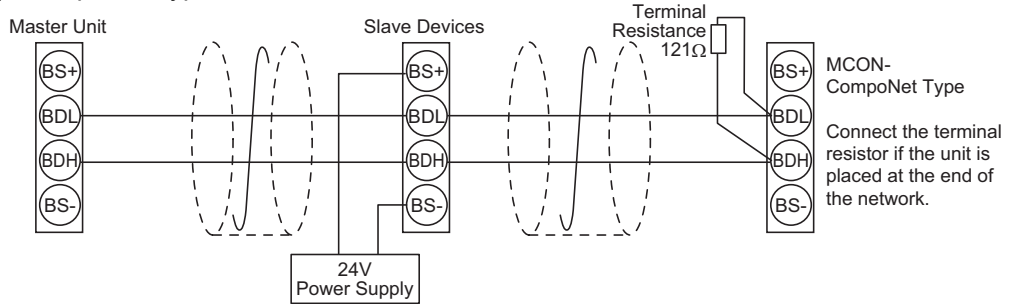 Master Unit
BS+
BDL
BDH
BS-
Slave Devices
BS+
BDL
BDH
BS-
24V
Power Supply
Terminal
Resistance
121Ω
BS+
BDL
BDH
BS-
MCON-
CompoNet Type
Connect the terminal
resistor if the unit is
placed at the end of
the network.